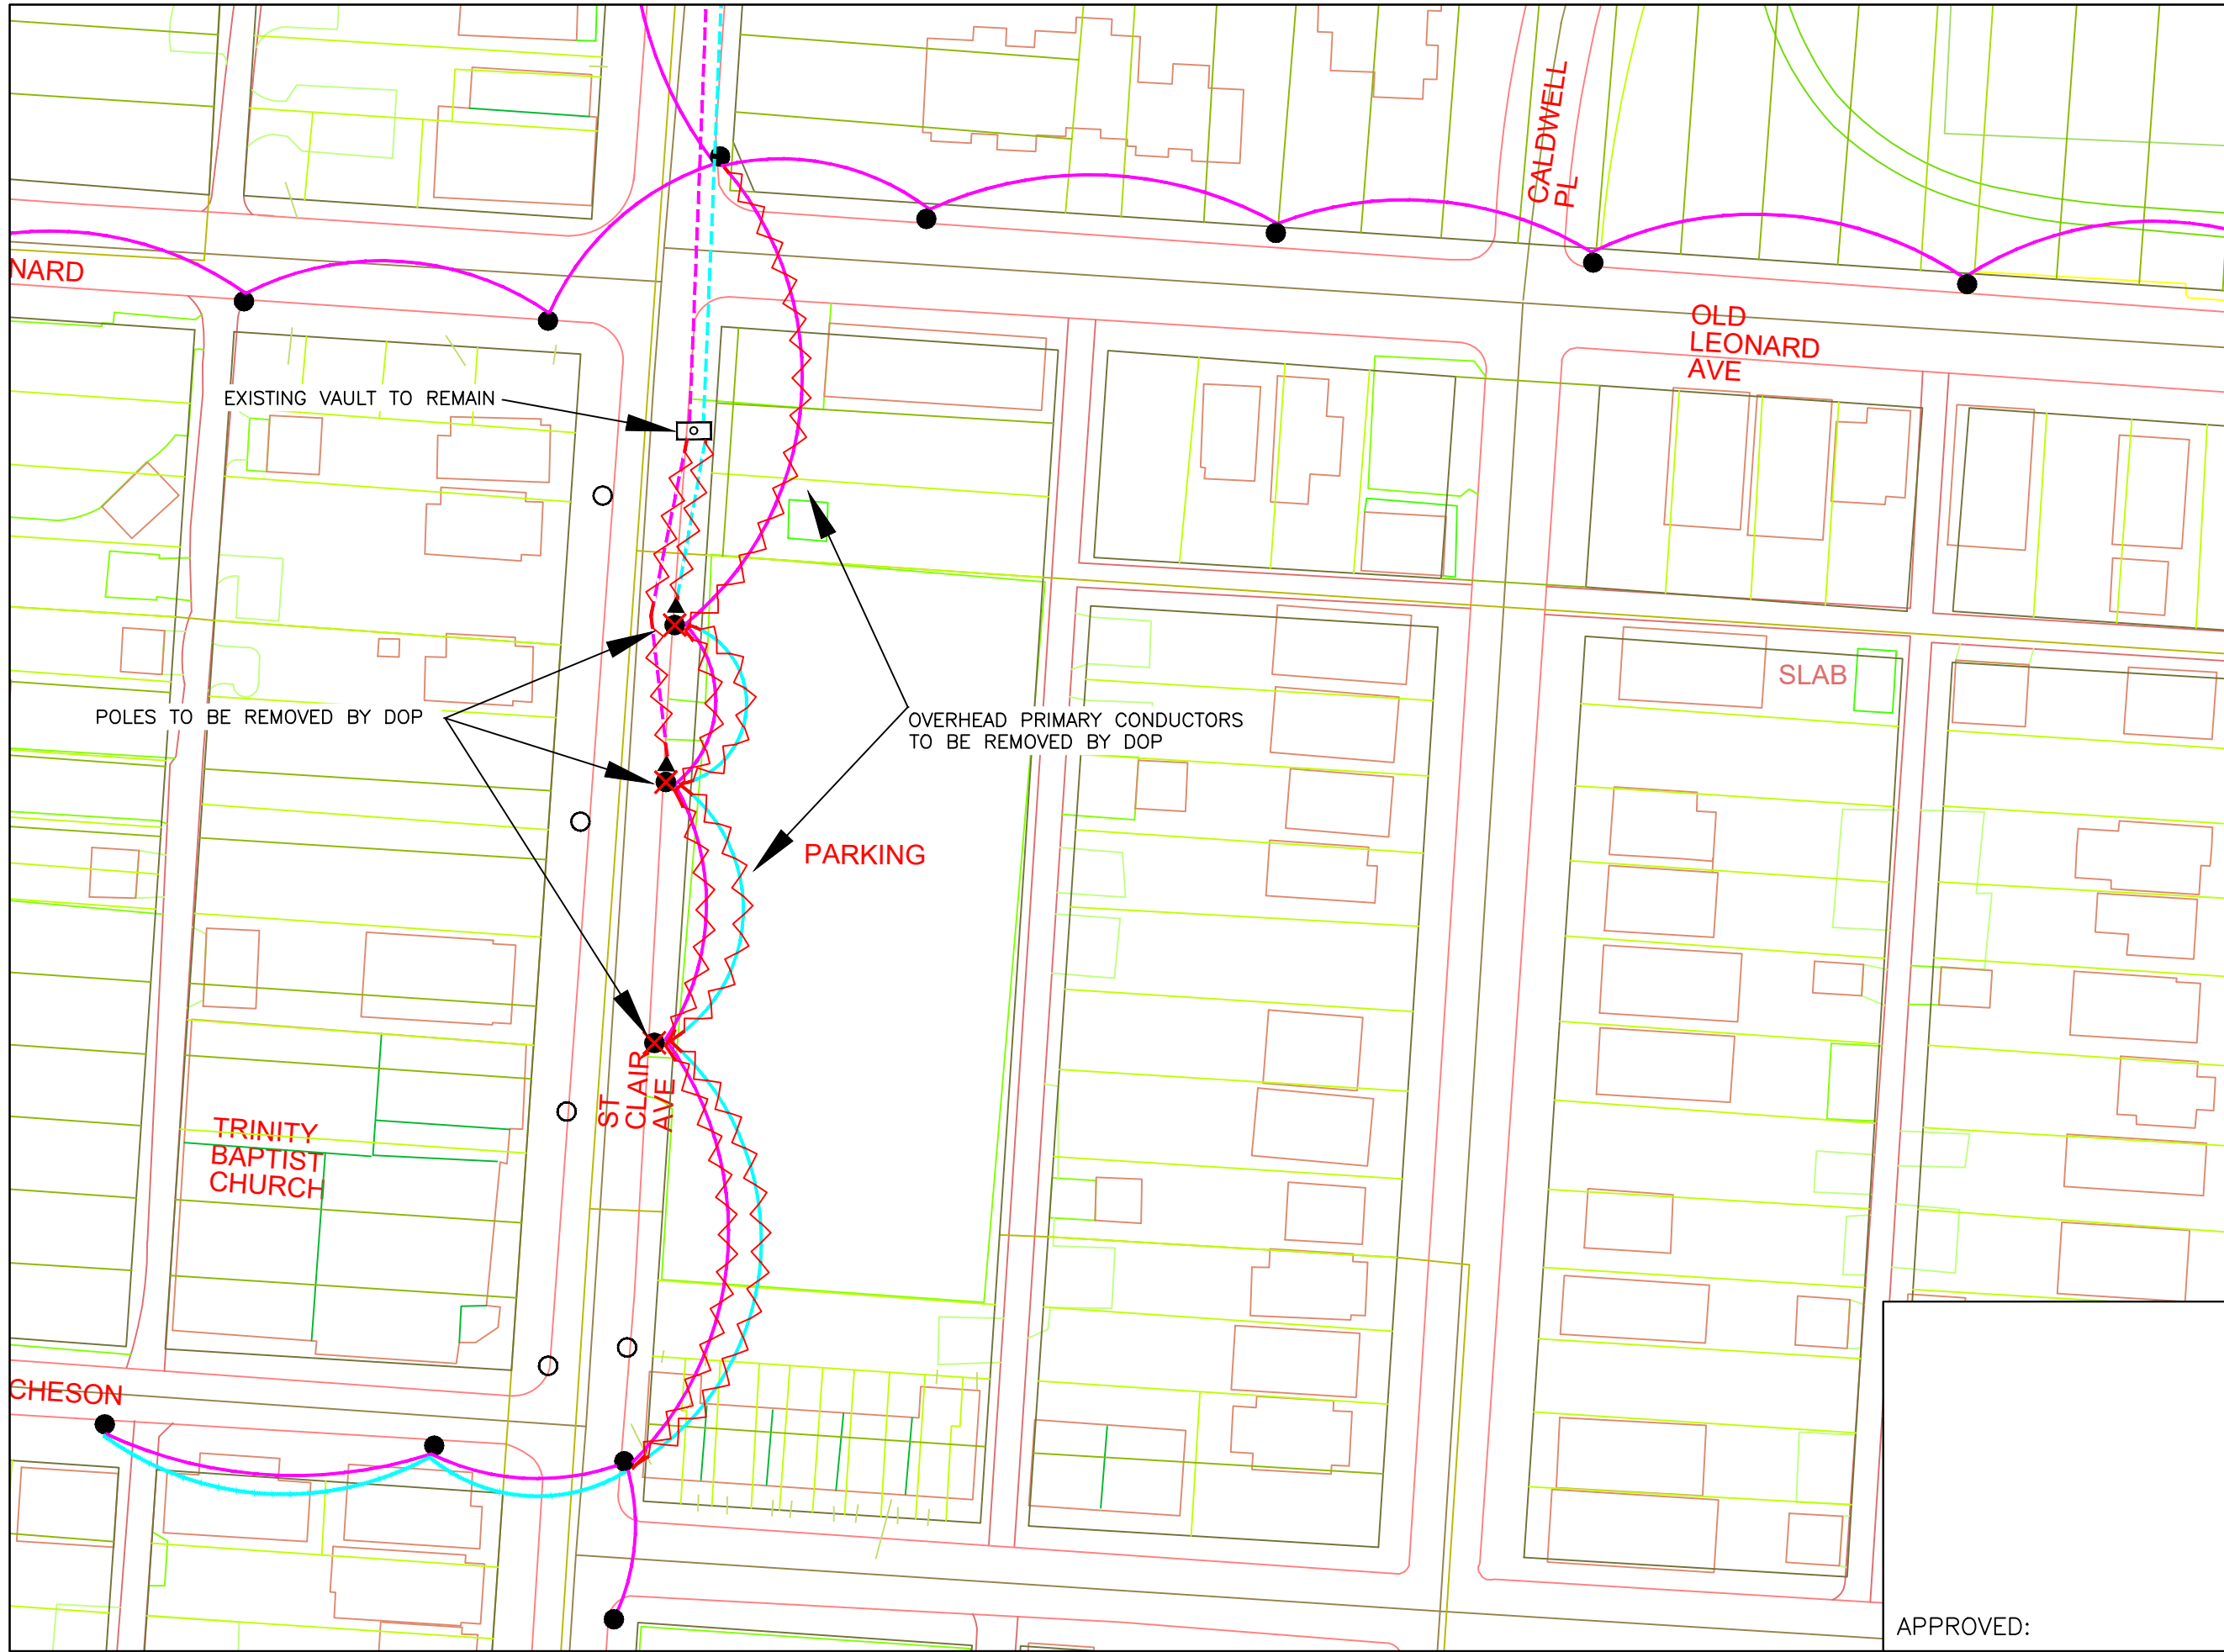 CALDWELL
PL
NARD
OLD
LEONARD
AVE
EXISTING VAULT TO REMAIN
SLAB
POLES TO BE REMOVED BY DOP
OVERHEAD PRIMARY CONDUCTORS
TO BE REMOVED BY DOP
PARKING
ST
CLAIR
AVE
TRINITY
BAPTIST
CHURCH
CHESON
APPROVED: